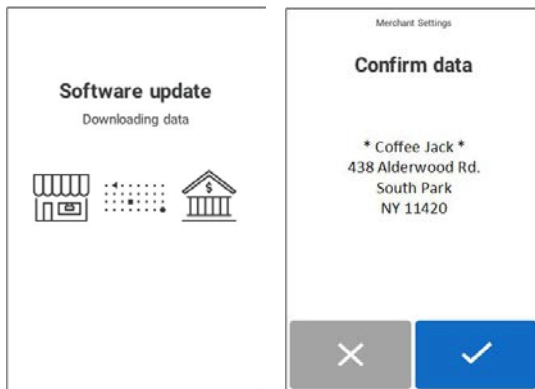 Software update
Downloading data
$
Merchant Settings
Confirm data
* Coffee Jack *
438 Alderwood Rd.
South Park
NY 11420